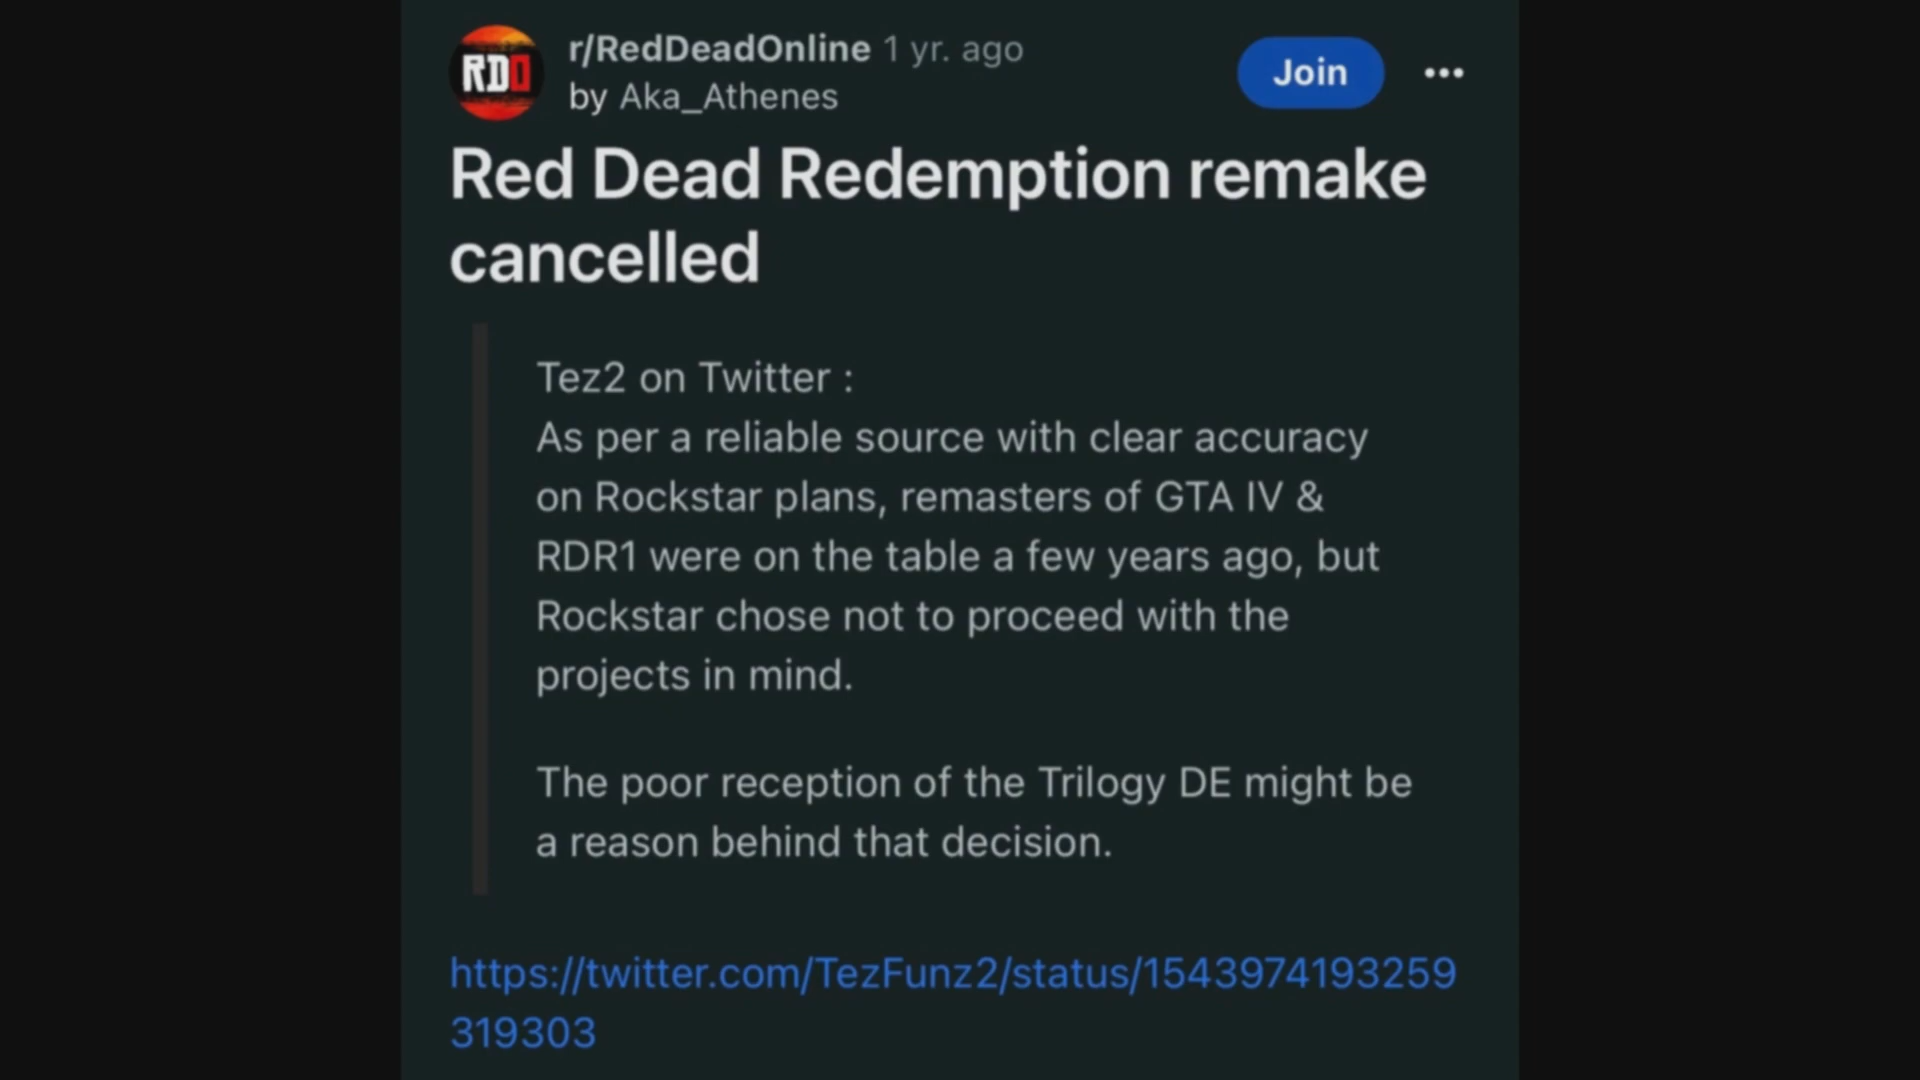 RDO
r/RedDeadOnline 1 yr. ago
by Aka_Athenes
Join
Red Dead Redemption remake
cancelled
Tez2 on Twitter :
As per a reliable source with clear accuracy
on Rockstar plans, remasters of GTA IV &
RDR1 were on the table a few years ago, but
Rockstar chose not to proceed with the
projects in mind.
The poor reception of the Trilogy DE might be
a reason behind that decision.
https://twitter.com/TezFunz2/status/1543974193259
319303